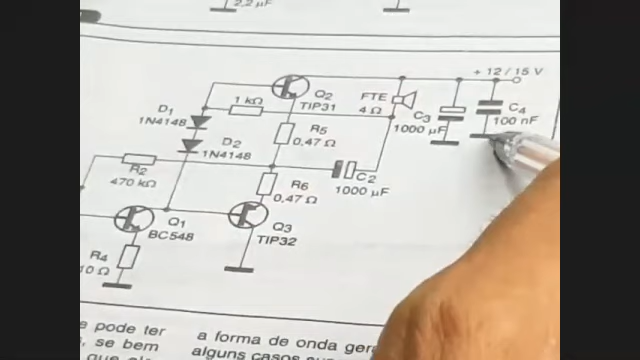 2,2 µF
+ 12/15 V
Q2
TIP31
FTE
4 Ω
C3
1000 µF
C4
100 nF
1 kΩ
D1
1N4148
D2
1N4148
R5
0,47 Ω
R2
470 kΩ
R6
0,47 Ω
C2
1000 µF
Q1
BC548
Q3
TIP32
R4
10 Ω
e pode ter
, se bem
que
a forma de onda
alguns casos